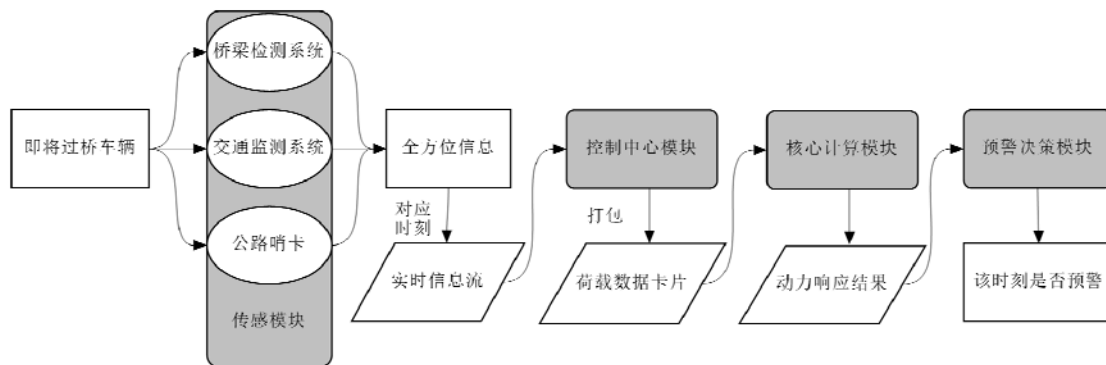 桥梁检测系统
即将过桥车辆
交通监测系统
全方位信息
控制中心模块
核心计算模块
预警决策模块
对应
时刻
打包
公路哨卡
实时信息流
荷载数据卡片
动力响应结果
该时刻是否预警
传感模块